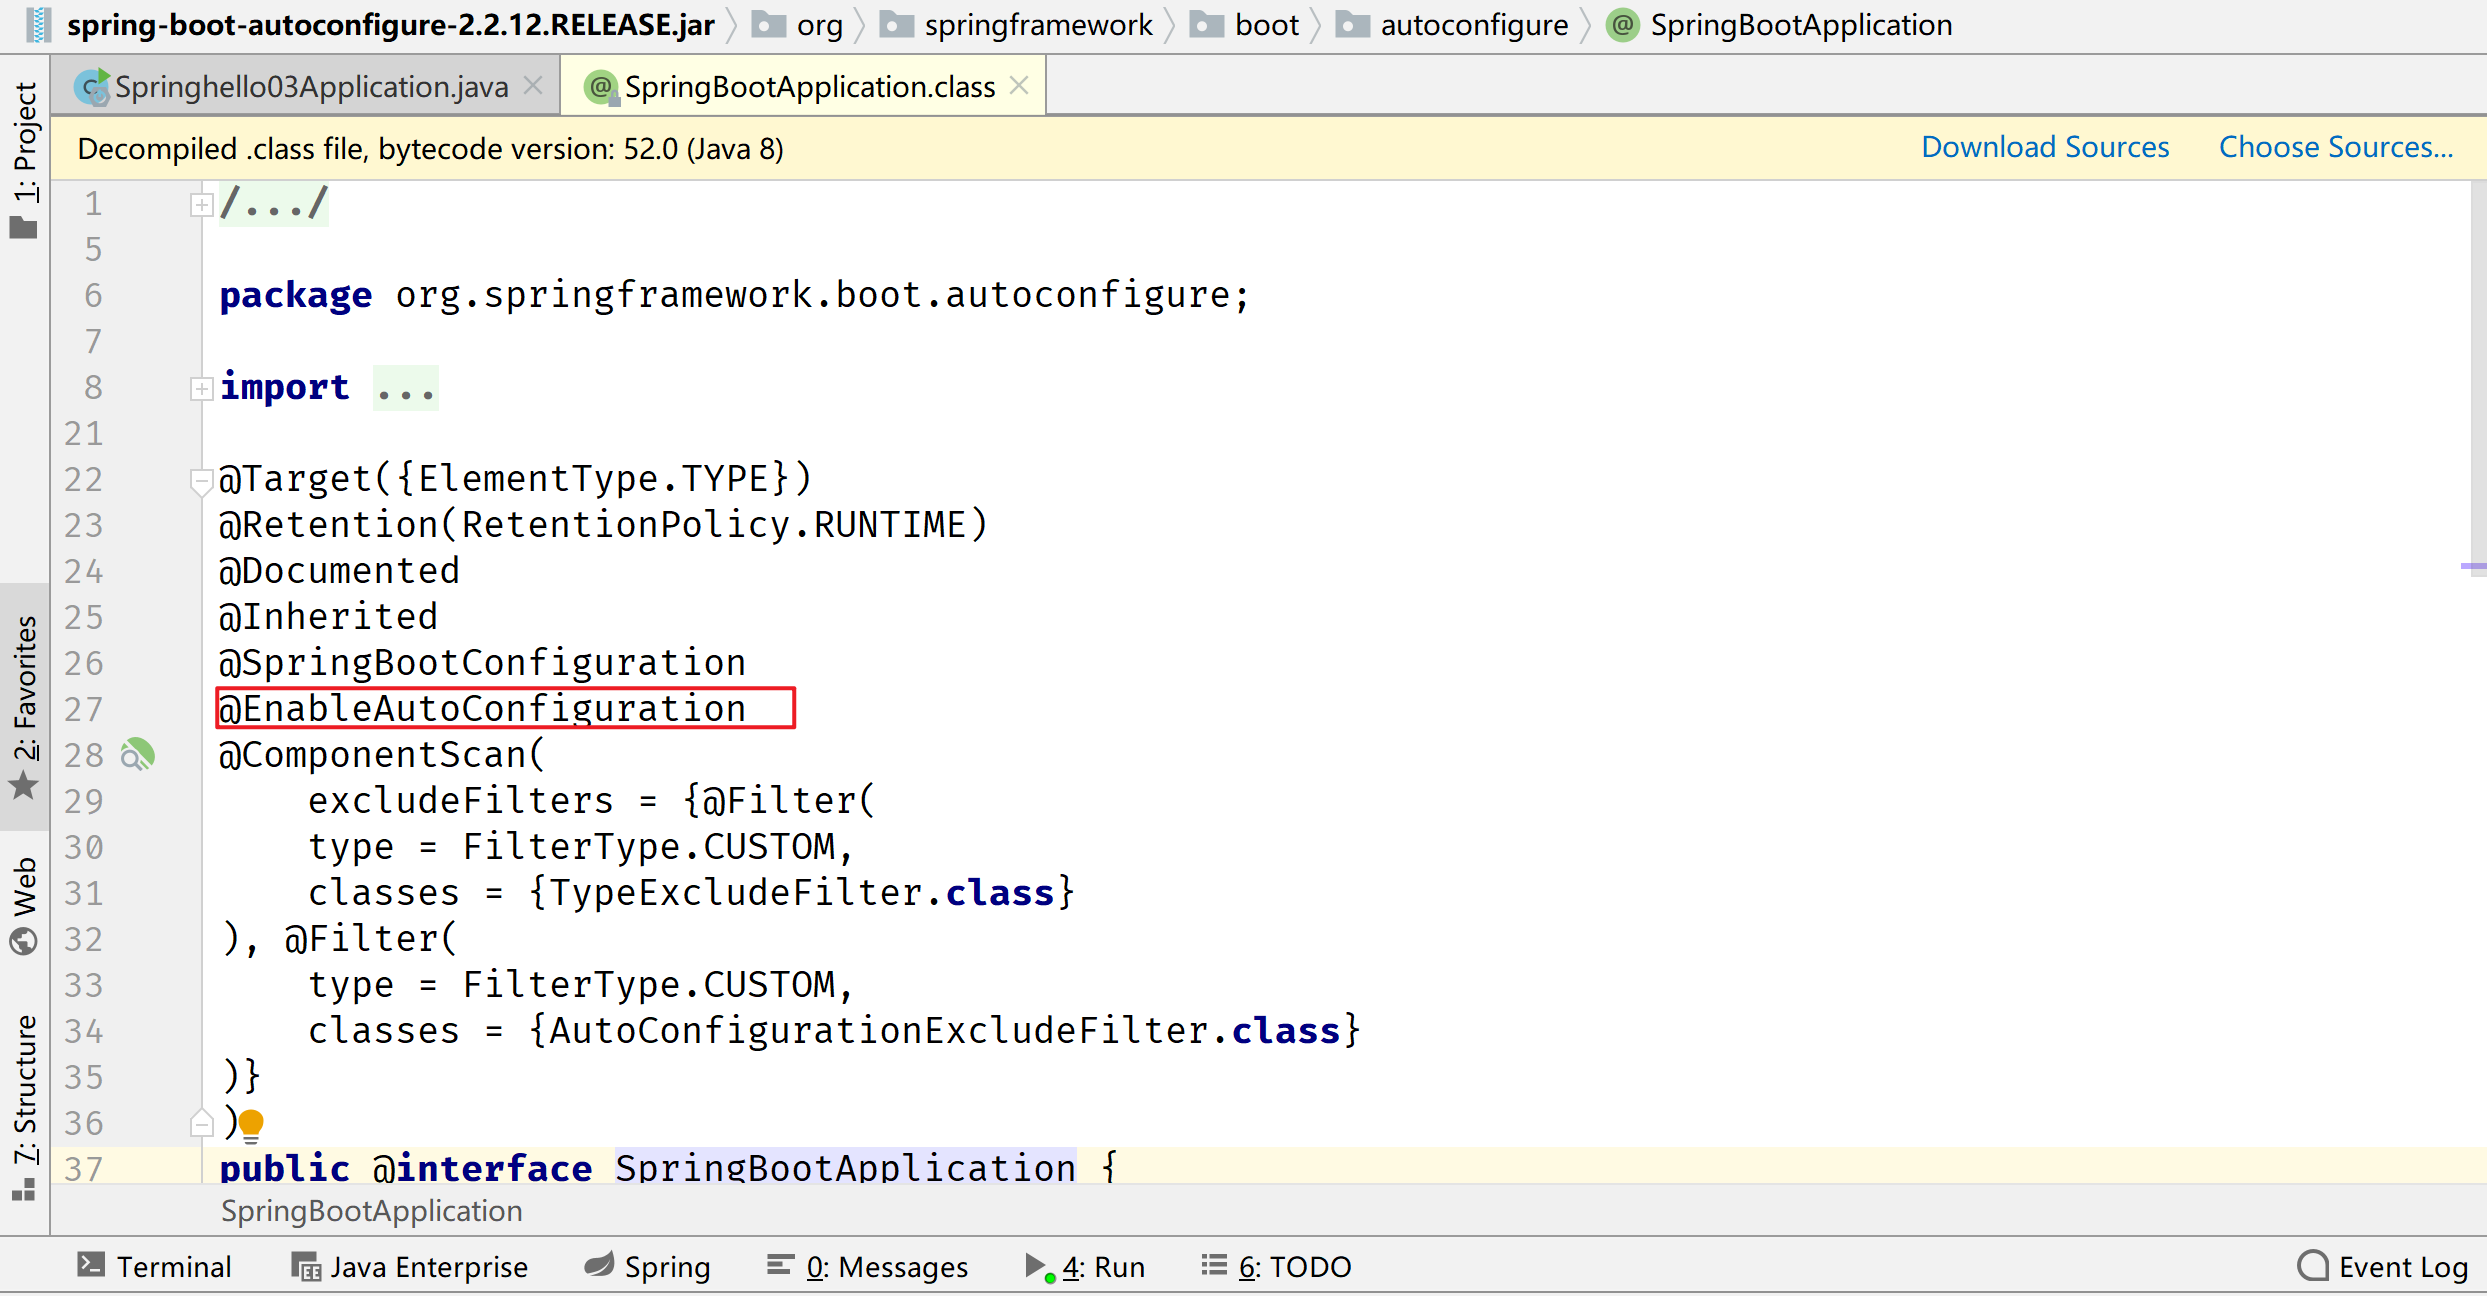 spring-boot-autoconfigure-2.2.12.RELEASE.jar org springframework boot autoconfigure @ SpringBootApplication
Springhello03Application.java @ SpringBootApplication.class
Decompiled .class file, bytecode version: 52.0 (Java 8) Download Sources Choose Sources...
1: Project
2: Favorites
Web
7: Structure
1 /.../
5
6 package org.springframework.boot.autoconfigure;
7
8 import ...
21
22 @Target({ElementType.TYPE})
23 @Retention(RetentionPolicy.RUNTIME)
24 @Documented
25 @Inherited
26 @SpringBootConfiguration
27 @EnableAutoConfiguration
28 @ComponentScan(
29 excludeFilters = {@Filter(
30 type = FilterType.CUSTOM,
31 classes = {TypeExcludeFilter.class}
32 ), @Filter(
33 type = FilterType.CUSTOM,
34 classes = {AutoConfigurationExcludeFilter.class}
35 )}
36 )
37 public @interface SpringBootApplication {
SpringBootApplication
Terminal Java Enterprise Spring 0: Messages 4: Run 6: TODO Event Log